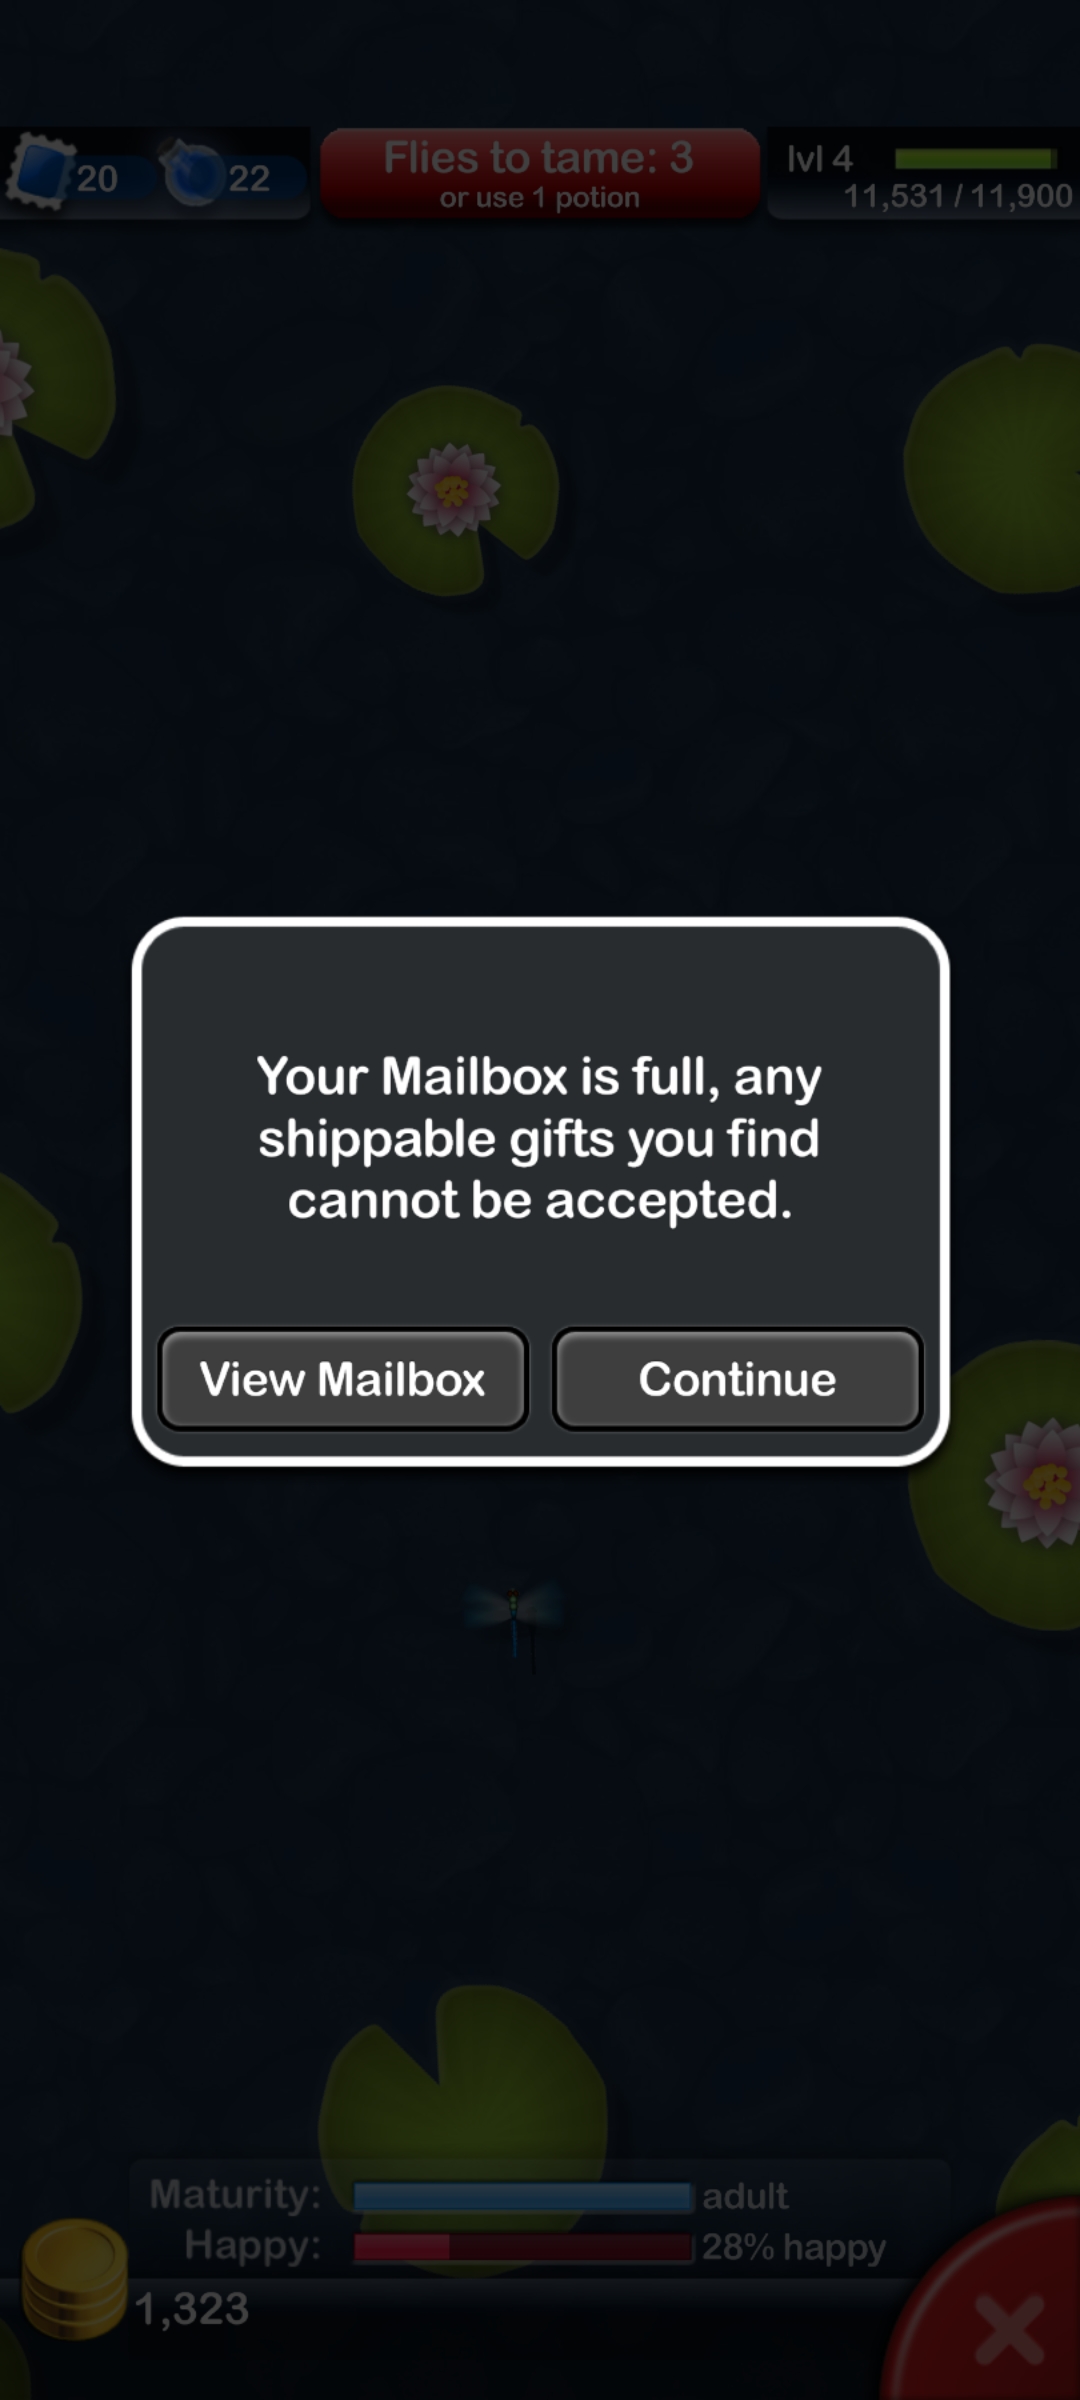 20
22
Flies to tame: 3
or use 1 potion
lvl 4
11,531 / 11,900
Your Mailbox is full, any
shippable gifts you find
cannot be accepted.
View Mailbox
Continue
Maturity: adult
Happy: 28% happy
1,323